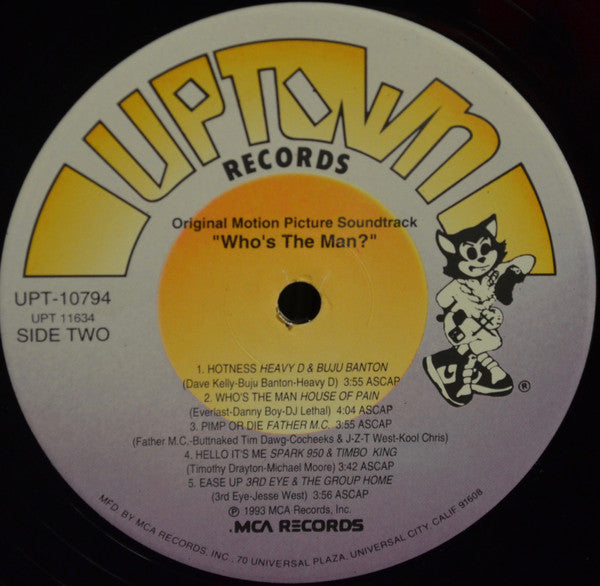 UPTOWN
RECORDS
Original Motion Picture Soundtrack
"Who's The Man?"
UPT-10794
UPT 11634
SIDE TWO
®
1. HOTNESS HEAVY D & BUJU BANTON
(Dave Kelly-Buju Banton-Heavy D) 3:55 ASCAP
2. WHO'S THE MAN HOUSE OF PAIN
(Everlast-Danny Boy-DJ Lethal) 4:04 ASCAP
3. PIMP OR DIE FATHER M.C. 3:55 ASCAP
(Father M.C.-Buttnaked Tim Dawg-Cocheeks & J-Z-T West-Kool Chris)
4. HELLO IT'S ME SPARK 950 & TIMBO KING
(Timothy Drayton-Michael Moore) 3:42 ASCAP
5. EASE UP 3RD EYE & THE GROUP HOME
(3rd Eye-Jesse West) 3:56 ASCAP
℗ 1993 MCA Records, Inc.
.MCA RECORDS
MFD. BY MCA RECORDS, INC., 70 UNIVERSAL PLAZA, UNIVERSAL CITY, CALIF 91608